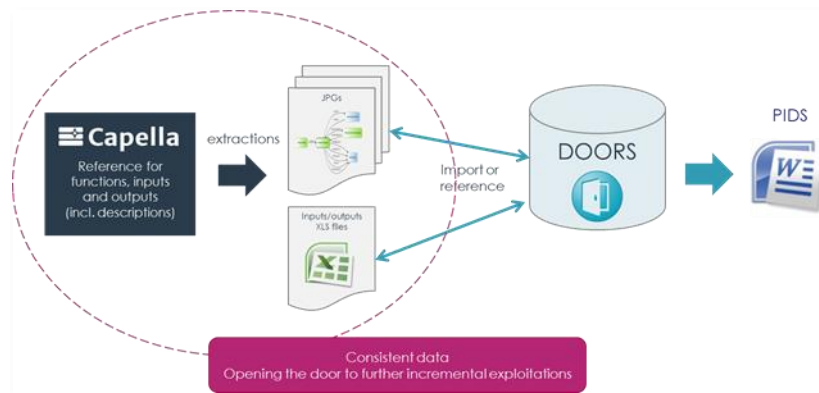 JPGs
Capella
Reference for
functions, inputs
and outputs
(incl. descriptions)
extractions
Inputs/outputs
XLS files
Import or
reference
DOORS
PIDS
W
Consistent data
Opening the door to further incremental exploitations